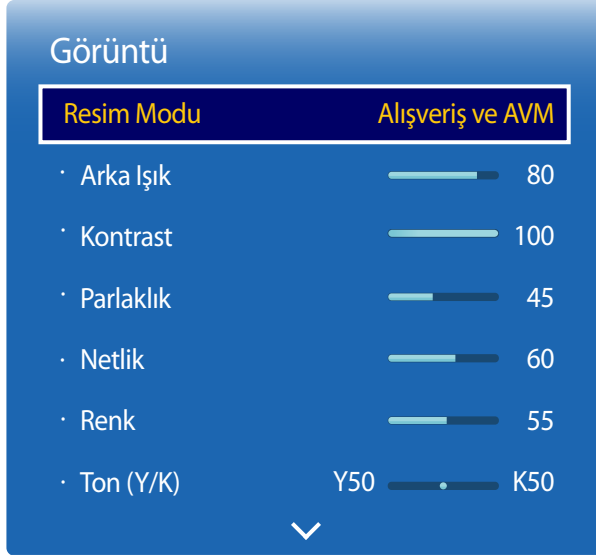 Görüntü
Resim Modu Alışveriş ve AVM
· Arka Işık 80
· Kontrast 100
· Parlaklık 45
· Netlik 60
· Renk 55
· Ton (Y/K) Y50 K50